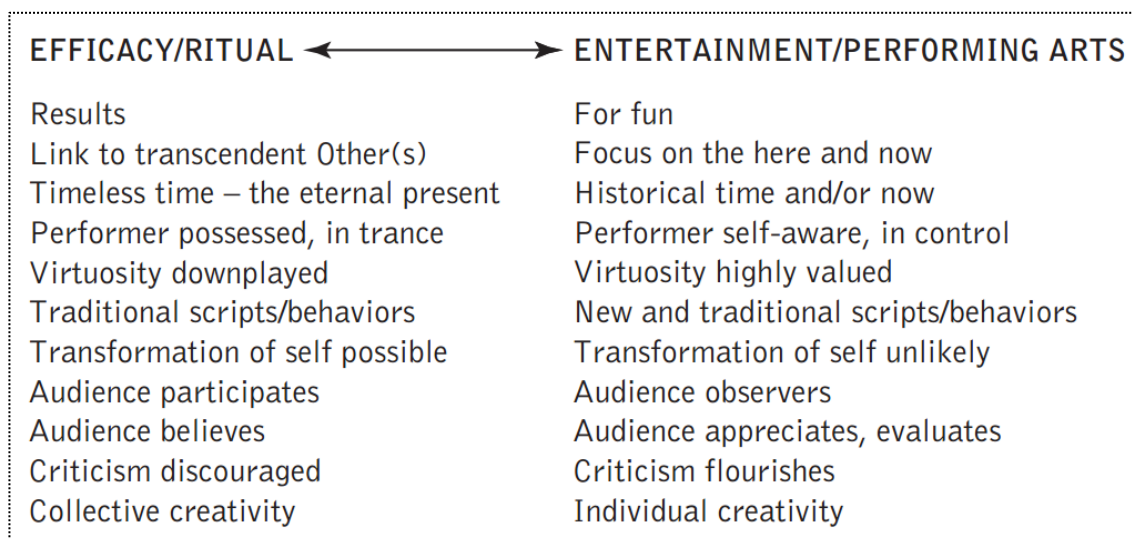 EFFICACY/RITUAL ENTERTAINMENT/PERFORMING ARTS
Results For fun
Link to transcendent Other(s) Focus on the here and now
Timeless time – the eternal present Historical time and/or now
Performer possessed, in trance Performer self-aware, in control
Virtuosity downplayed Virtuosity highly valued
Traditional scripts/behaviors New and traditional scripts/behaviors
Transformation of self possible Transformation of self unlikely
Audience participates Audience observers
Audience believes Audience appreciates, evaluates
Criticism discouraged Criticism flourishes
Collective creativity Individual creativity